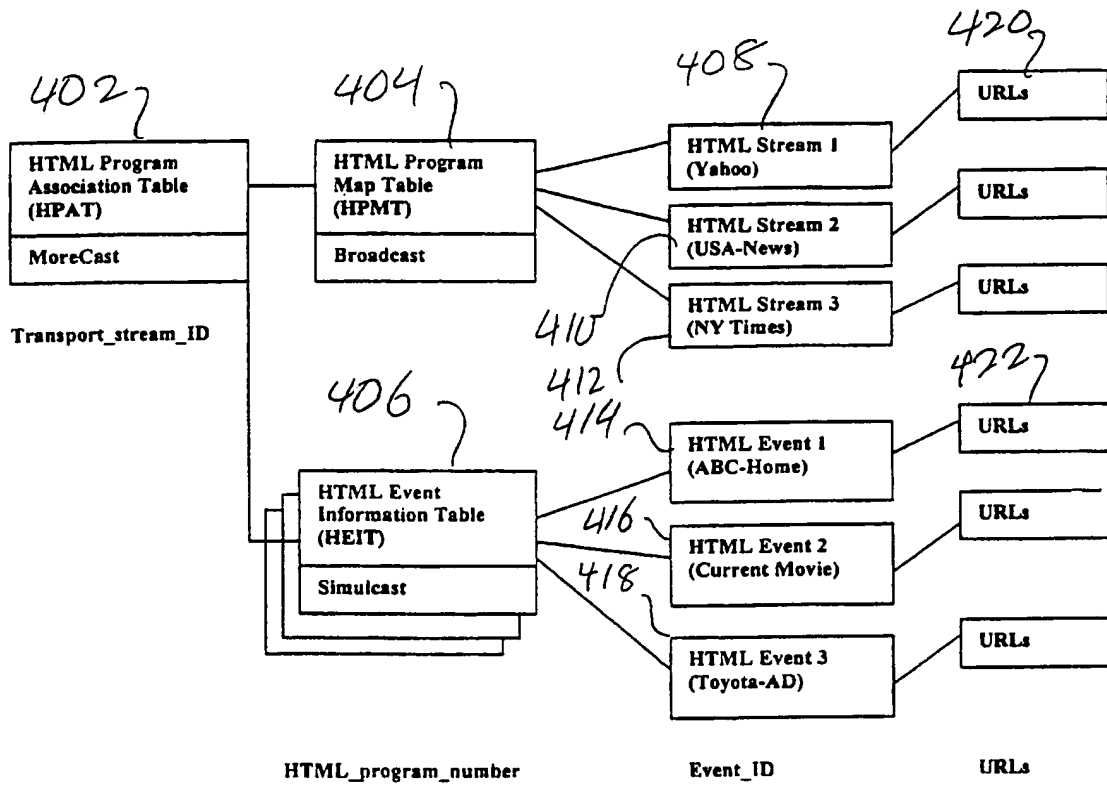 402
404
408
420
HTML Program
Association Table
(HPAT)
MoreCast
HTML Program
Map Table
(HPMT)
Broadcast
HTML Stream 1
(Yahoo)
URLs
HTML Stream 2
(USA-News)
URLs
HTML Stream 3
(NY Times)
URLs
410
412
Transport_stream_ID
406
414
422
HTML Event
Information Table
(HEIT)
Simulcast
HTML Event 1
(ABC-Home)
URLs
416
HTML Event 2
(Current Movie)
URLs
418
HTML Event 3
(Toyota-AD)
URLs
HTML_program_number
Event_ID
URLs